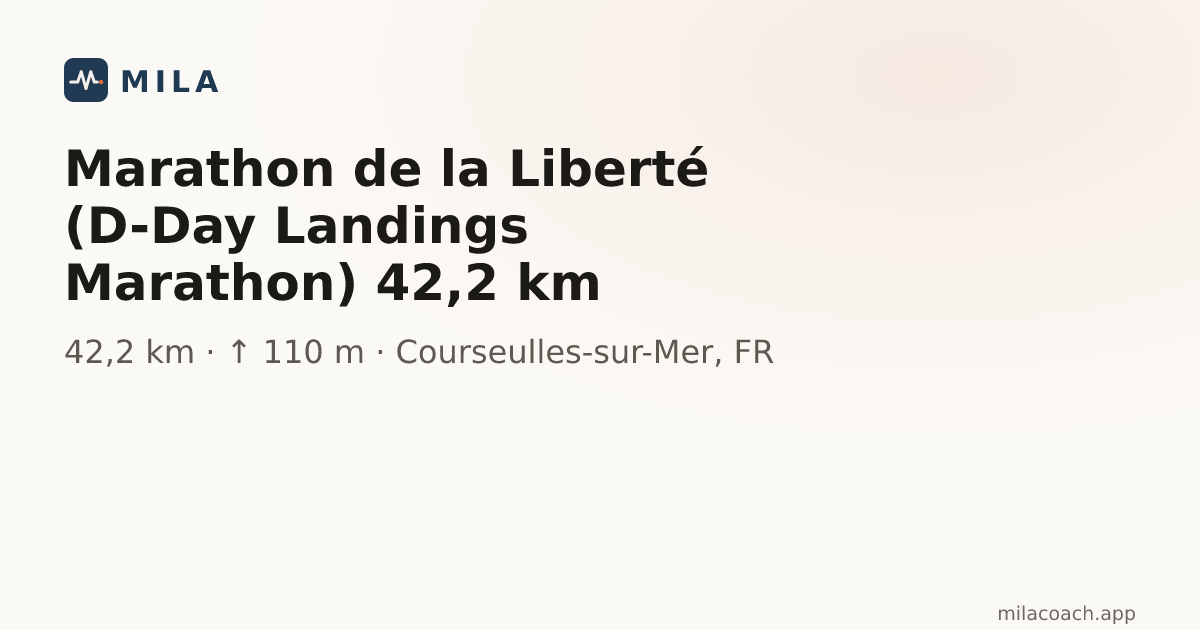 MILA
Marathon de la Liberté
(D-Day Landings
Marathon) 42,2 km
42,2 km · ↑ 110 m · Courseulles-sur-Mer, FR
milacoach.app